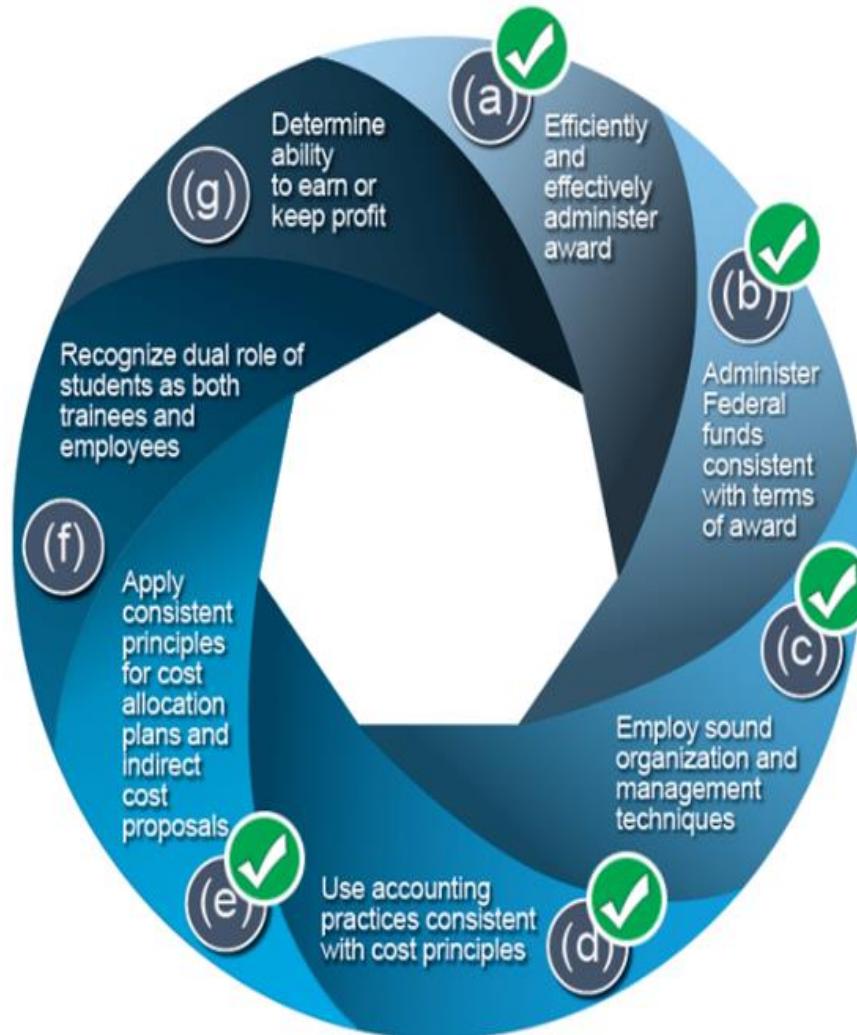 (a)
Efficiently
and
effectively
administer
award
(b)
Administer
Federal
funds
consistent
with terms
of award
(c)
Employ sound
organization and
management
techniques
(d)
Use accounting
practices consistent
with cost principles
(e)
Apply
consistent
principles
for cost
allocation
plans and
indirect
cost
proposals
(f)
Recognize dual role of
students as both
trainees and
employees
(g)
Determine
ability
to earn or
keep profit